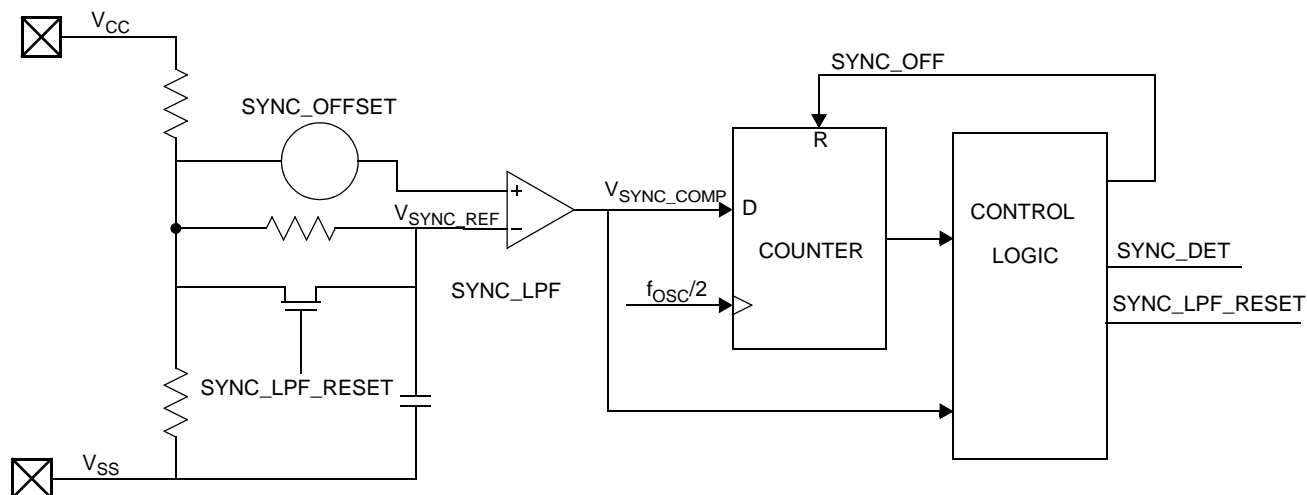 V_CC
SYNC_OFF
SYNC_OFFSET
R
V_SYNC_COMP
D
V_SYNC_REF
+
−
CONTROL
LOGIC
COUNTER
SYNC_DET
SYNC_LPF
f_OSC/2
SYNC_LPF_RESET
SYNC_LPF_RESET
V_SS